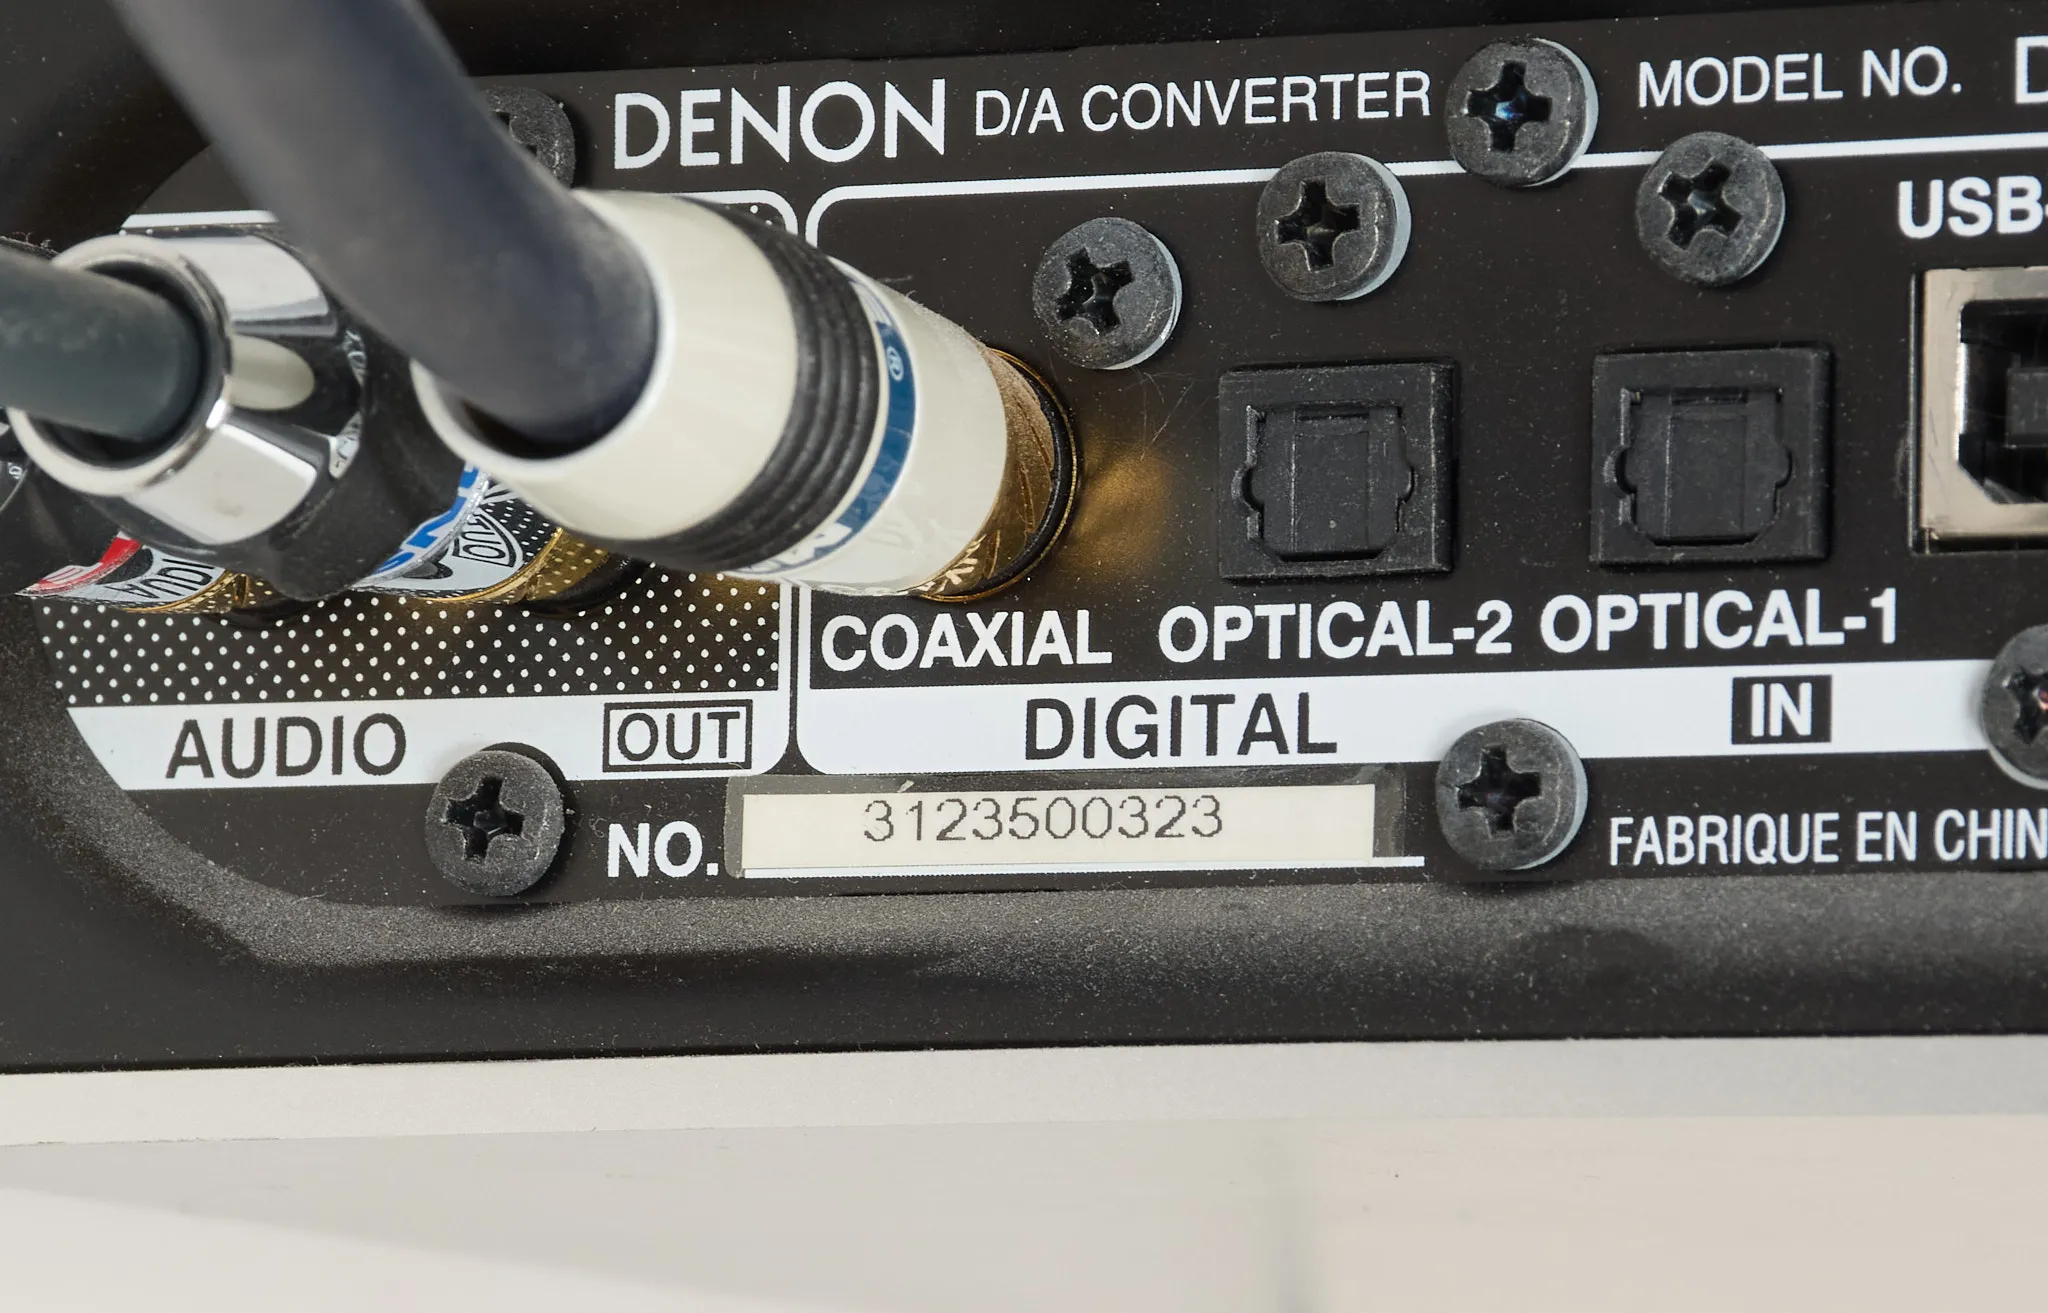 DENON D/A CONVERTER MODEL NO. D
USB-
®
COAXIAL OPTICAL-2 OPTICAL-1
AUDIO OUT DIGITAL IN
NO. 3123500323
FABRIQUE EN CHIN